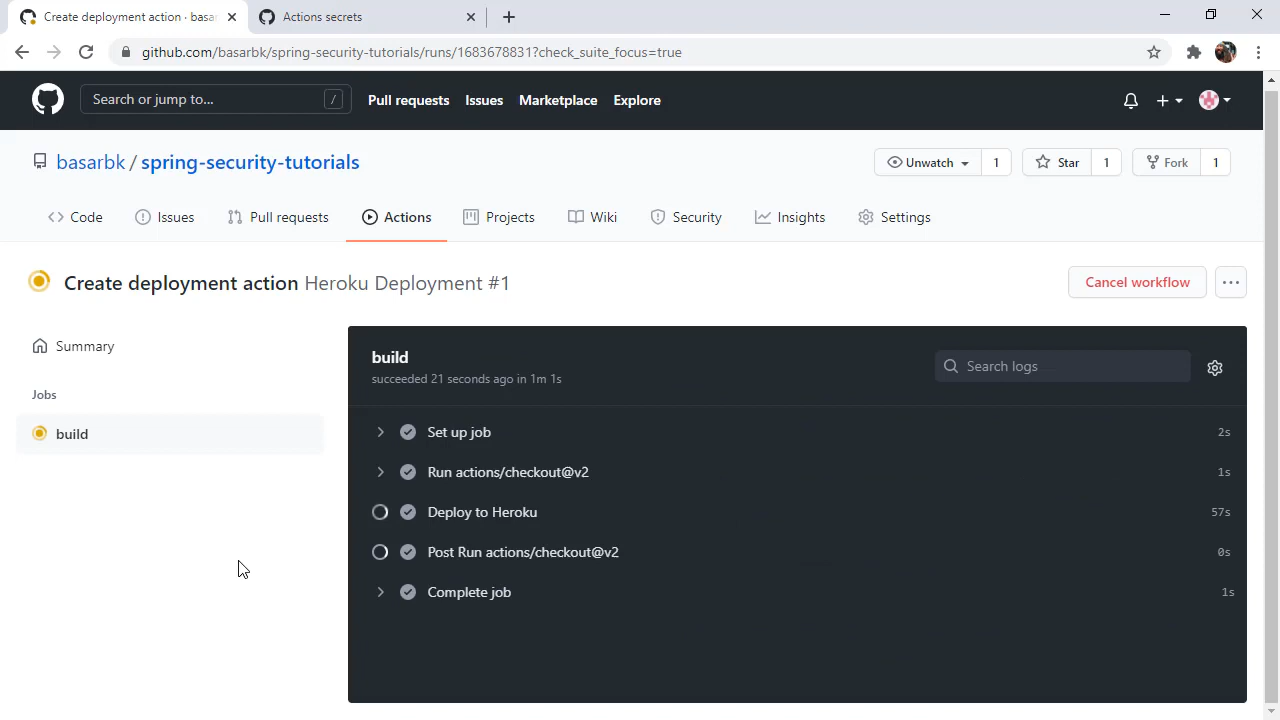 Create deployment action · basar
Actions secrets
github.com/basarbk/spring-security-tutorials/runs/1683678831?check_suite_focus=true
Search or jump to... /
Pull requests Issues Marketplace Explore
basarbk / spring-security-tutorials
Unwatch 1 Star 1 Fork 1
Code Issues Pull requests Actions Projects Wiki Security Insights Settings
Create deployment action Heroku Deployment #1
Cancel workflow
Summary
Jobs
build
build
succeeded 21 seconds ago in 1m 1s
Search logs
Set up job 2s
Run actions/checkout@v2 1s
Deploy to Heroku 57s
Post Run actions/checkout@v2 0s
Complete job 1s